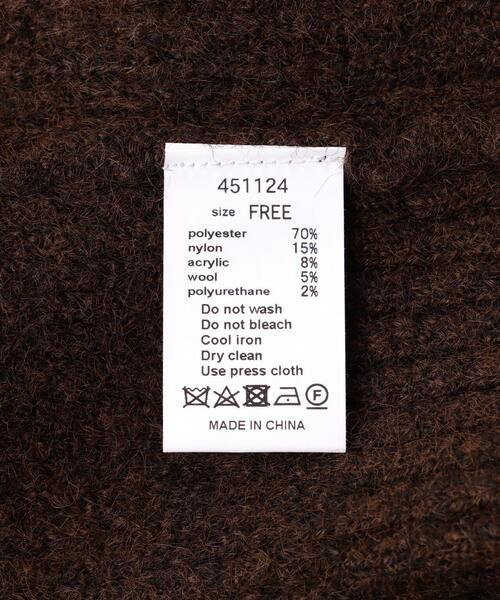 451124
size FREE
polyester 70%
nylon 15%
acrylic 8%
wool 5%
polyurethane 2%
Do not wash
Do not bleach
Cool iron
Dry clean
Use press cloth
F
MADE IN CHINA